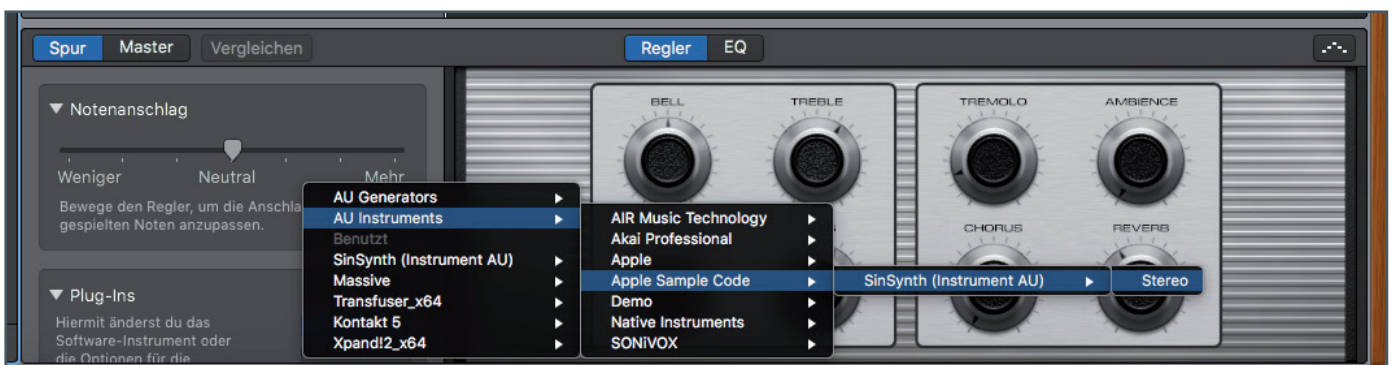 Spur Master Vergleichen
Regler EQ
Notenanschlag
Weniger Neutral Mehr
Bewege den Regler, um die Anschla
gespielten Noten anzupassen.
Plug-Ins
Hiermit änderst du das
Software-Instrument oder
die Optionen für die
AU Generators
AU Instruments
Benutzt
SinSynth (Instrument AU)
Massive
Transfuser_x64
Kontakt 5
Xpand!2_x64
AIR Music Technology
Akai Professional
Apple
Apple Sample Code
Demo
Native Instruments
SONiVOX
SinSynth (Instrument AU)
Stereo
BELL TREBLE TREMOLO AMBIENCE
CHORUS REVERB